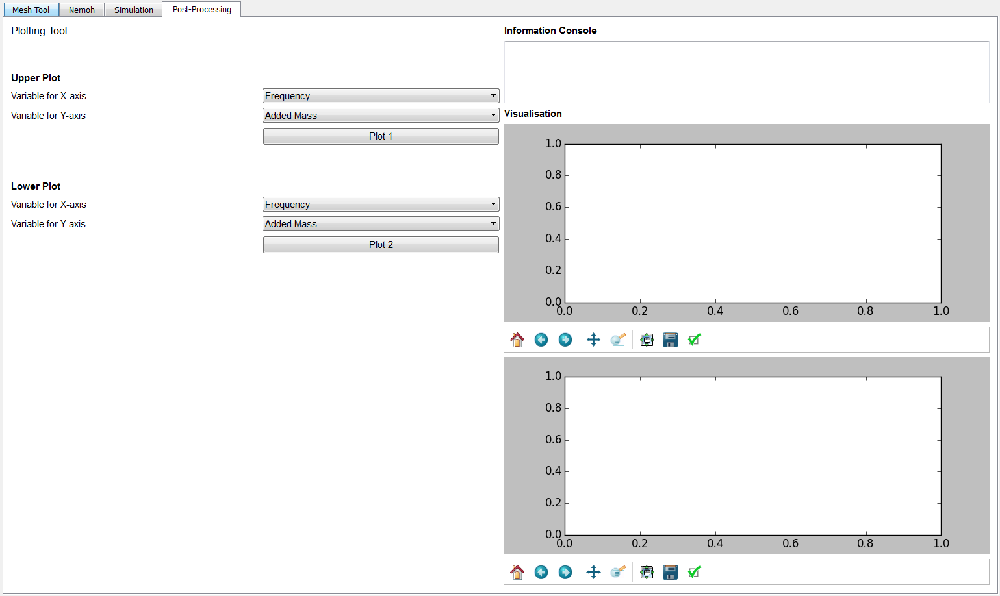 Mesh Tool Nemoh Simulation Post-Processing
Plotting Tool
Upper Plot
Variable for X-axis Frequency
Variable for Y-axis Added Mass
Plot 1
Lower Plot
Variable for X-axis Frequency
Variable for Y-axis Added Mass
Plot 2
Information Console
Visualisation
1.0
0.8
0.6
0.4
0.2
0.0
0.0 0.2 0.4 0.6 0.8 1.0
1.0
0.8
0.6
0.4
0.2
0.0
0.0 0.2 0.4 0.6 0.8 1.0